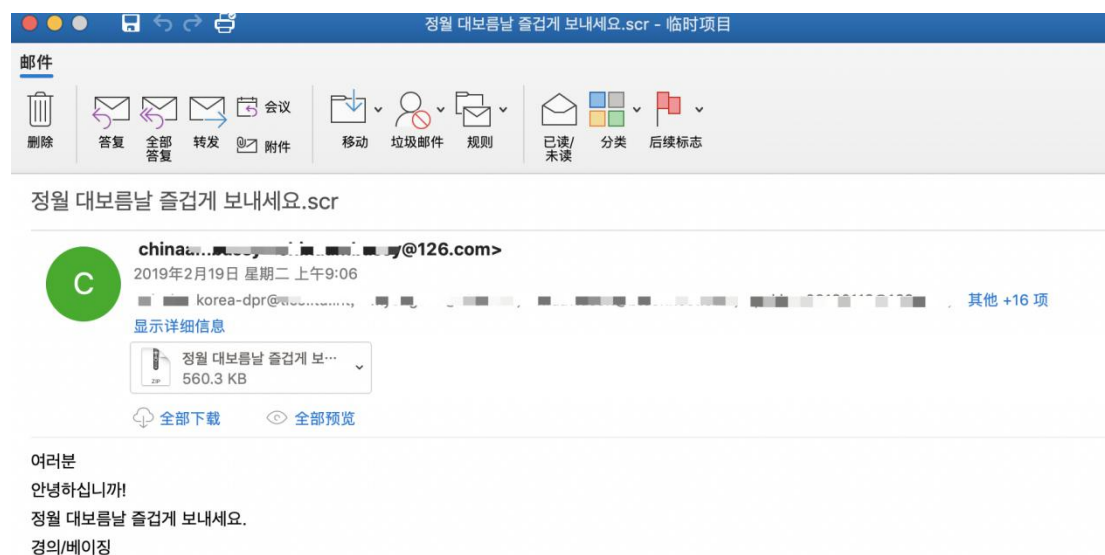 정월 대보름날 즐겁게 보내세요.scr - 临时项目
邮件
删除
答复
全部
答复
转发
会议
附件
移动
垃圾邮件
规则
已读/
未读
分类
后续标志
정월 대보름날 즐겁게 보내세요.scr
C
@126.com>
2019年2月19日 星期二 上午9:06
korea-dpr@
其他 +16 项
显示详细信息
정월 대보름날 즐겁게 보…
ZIP
560.3 KB
全部下载
全部预览
여러분
안녕하십니까!
정월 대보름날 즐겁게 보내세요.
경의/베이징